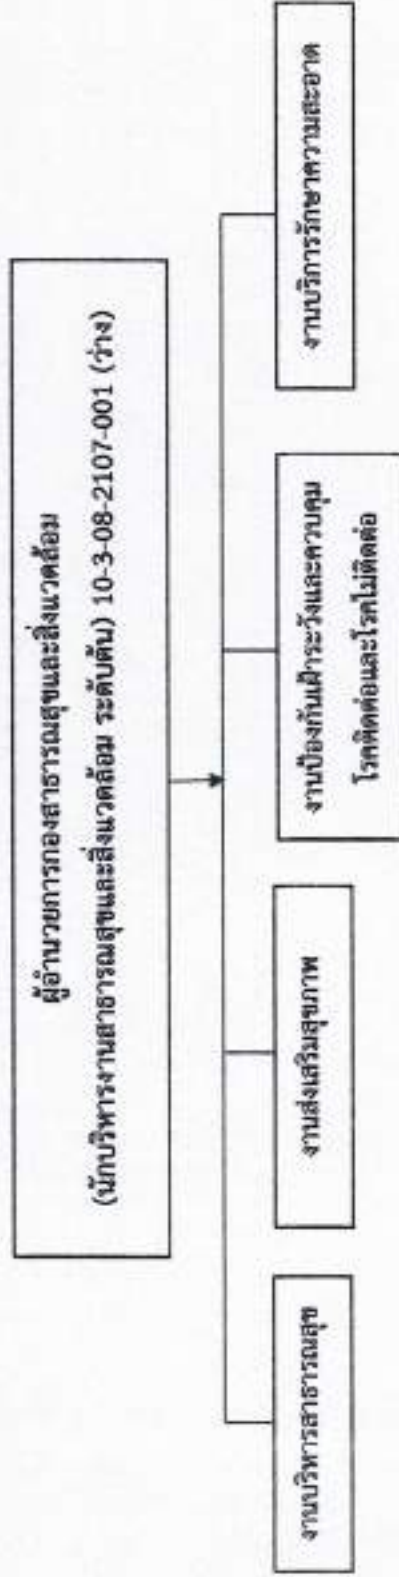 ผู้อำนวยการกองสาธารณสุขและสิ่งแวดล้อม
(นักบริหารงานสาธารณสุขและสิ่งแวดล้อม ระดับต้น) 10-3-08-2107-001 (ว่าง)
งานบริหารสาธารณสุข
งานส่งเสริมสุขภาพ
งานป้องกันเฝ้าระวังและควบคุม
โรคติดต่อและโรคไม่ติดต่อ
งานบริการรักษาความสะอาด